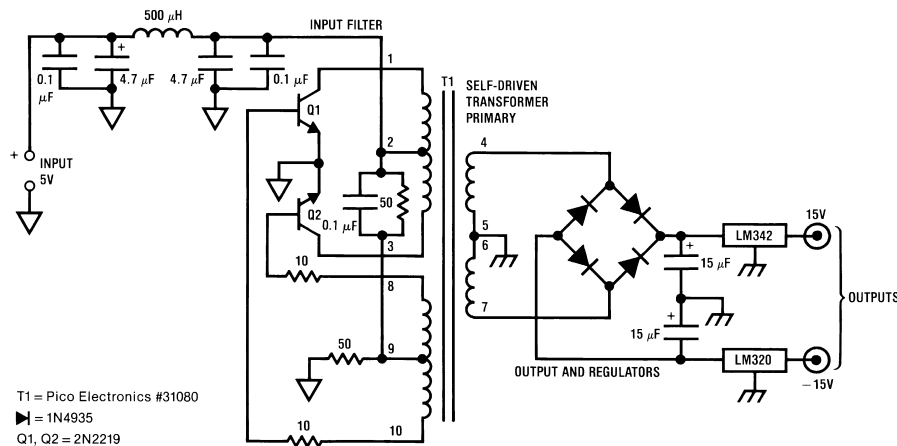 500 μH
INPUT FILTER
0.1
μF
+
4.7 μF
4.7 μF
0.1 μF
1
T1
SELF-DRIVEN
TRANSFORMER
PRIMARY
Q1
2
4
+
INPUT
5V
Q2
50
0.1 μF
3
5
6
7
15V
LM342
+
15 μF
+
15 μF
OUTPUTS
LM320
−15V
OUTPUT AND REGULATORS
10
8
50
9
10
10
T1 = Pico Electronics #31080
= 1N4935
Q1, Q2 = 2N2219